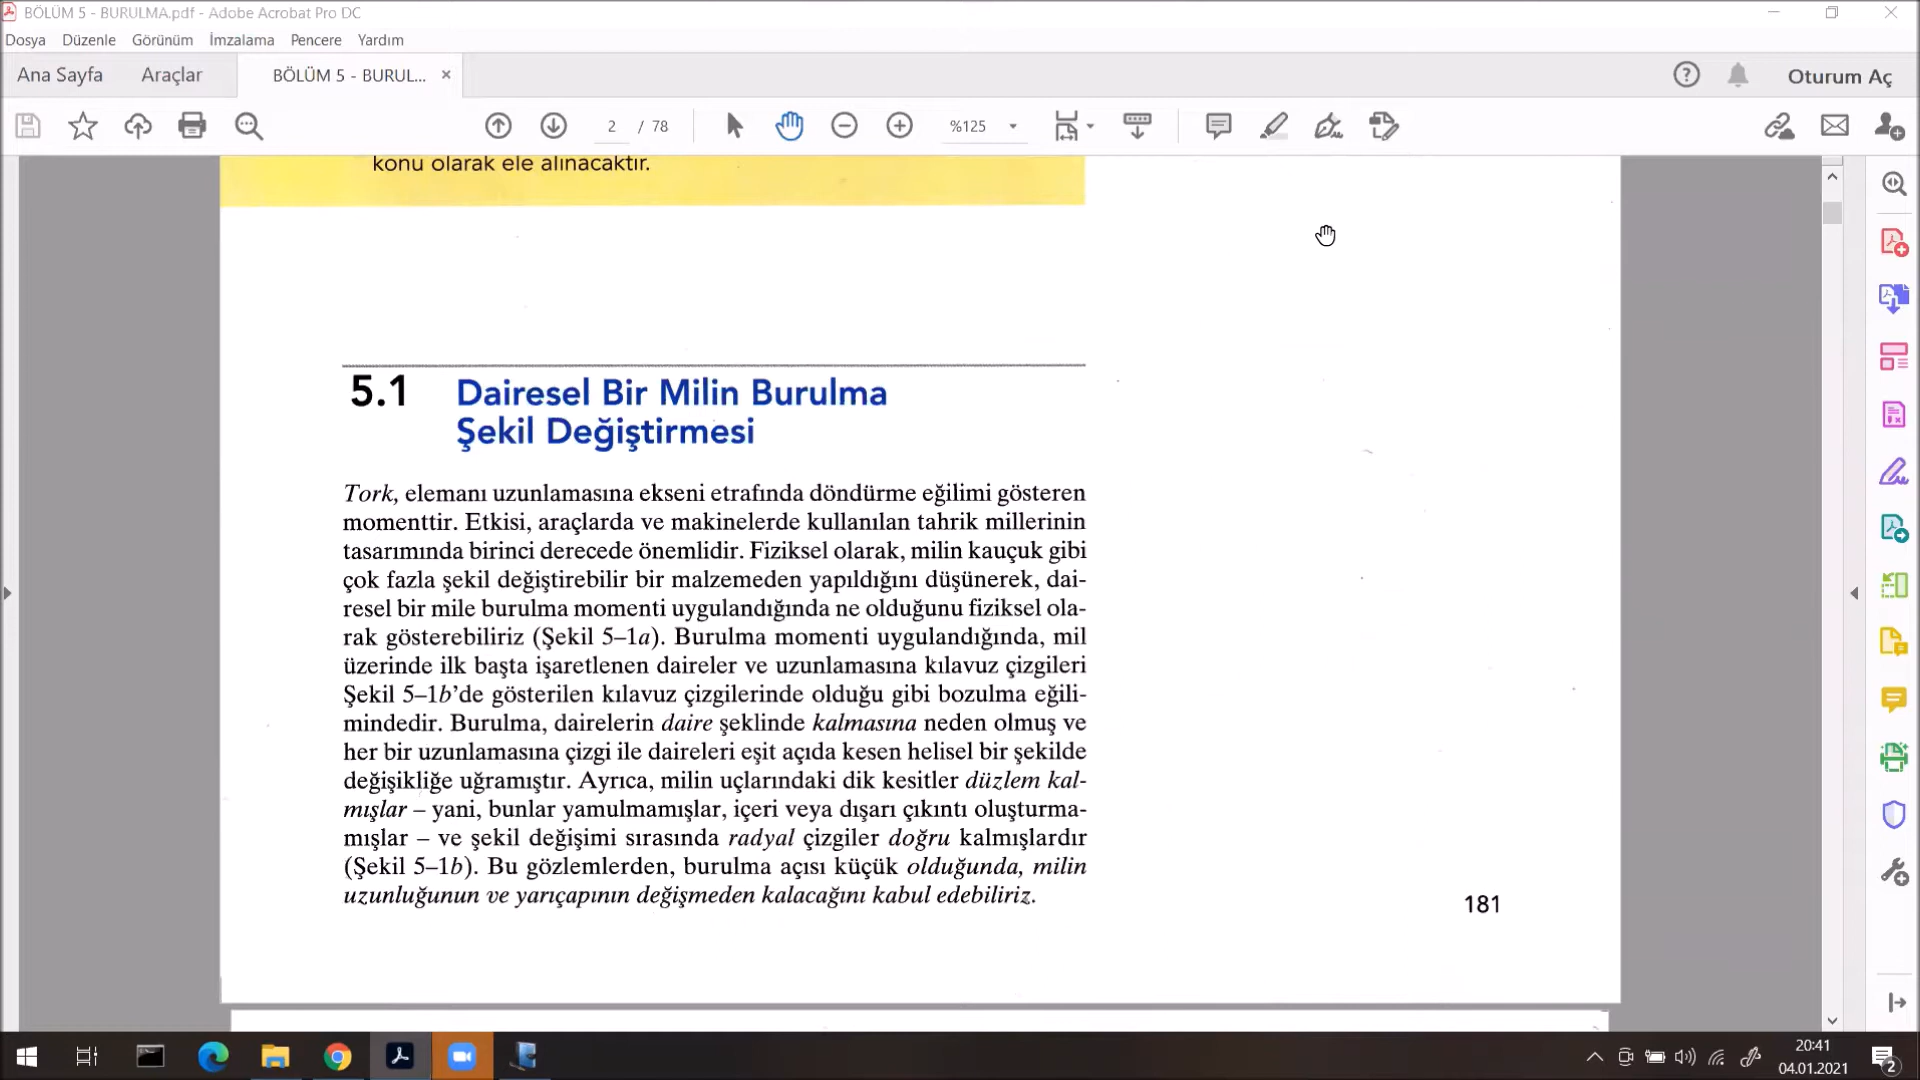 BÖLÜM 5 - BURULMA.pdf - Adobe Acrobat Pro DC
Dosya Düzenle Görünüm İmzalama Pencere Yardım
Ana Sayfa Araçlar BÖLÜM 5 - BURUL... × Oturum Aç
2 / 78 %125
konu olarak ele alınacaktır.
5.1 Dairesel Bir Milin Burulma
Şekil Değiştirmesi
Tork, elemanı uzunlamasına ekseni etrafında döndürme eğilimi gösteren
momenttir. Etkisi, araçlarda ve makinelerde kullanılan tahrik millerinin
tasarımında birinci derecede önemlidir. Fiziksel olarak, milin kauçuk gibi
çok fazla şekil değiştirebilir bir malzemeden yapıldığını düşünerek, dai-
resel bir mile burulma momenti uygulandığında ne olduğunu fiziksel ola-
rak gösterebiliriz (Şekil 5–1a). Burulma momenti uygulandığında, mil
üzerinde ilk başta işaretlenen daireler ve uzunlamasına kılavuz çizgileri
Şekil 5–1b’de gösterilen kılavuz çizgilerinde olduğu gibi bozulma eğili-
mindedir. Burulma, dairelerin daire şeklinde kalmasına neden olmuş ve
her bir uzunlamasına çizgi ile daireleri eşit açıda kesen helisel bir şekilde
değişikliğe uğramıştır. Ayrıca, milin uçlarındaki dik kesitler düzlem kal-
mışlar – yani, bunlar yamulmamışlar, içeri veya dışarı çıkıntı oluşturma-
mışlar – ve şekil değişimi sırasında radyal çizgiler doğru kalmışlardır
(Şekil 5–1b). Bu gözlemlerden, burulma açısı küçük olduğunda, milin
uzunluğunun ve yarıçapının değişmeden kalacağını kabul edebiliriz.
181
20:41
04.01.2021
2